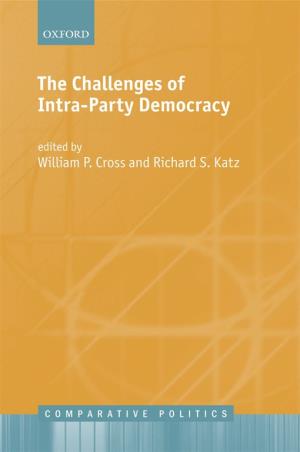 OXFORD
The Challenges of
Intra-Party Democracy
edited by
William P. Cross and Richard S. Katz
COMPARATIVE POLITICS